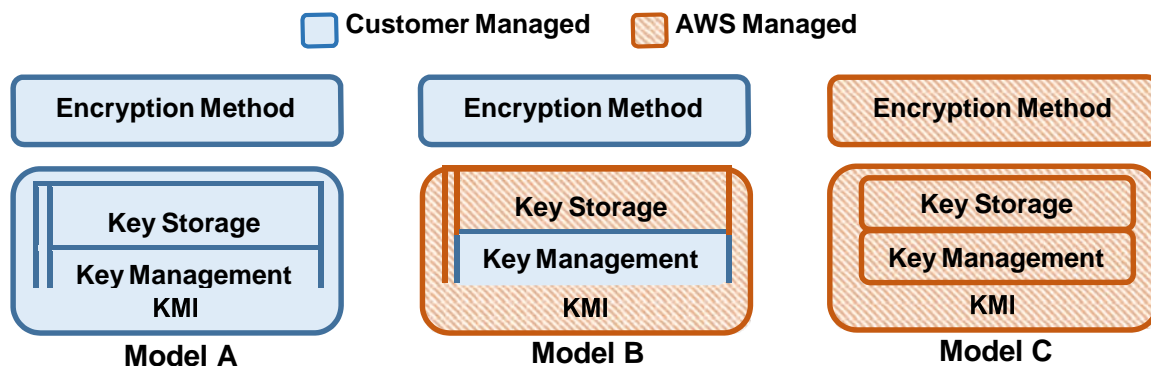 Customer Managed AWS Managed
Encryption Method Encryption Method Encryption Method
Key Storage Key Storage Key Storage
Key Management Key Management Key Management
KMI KMI KMI
Model A Model B Model C